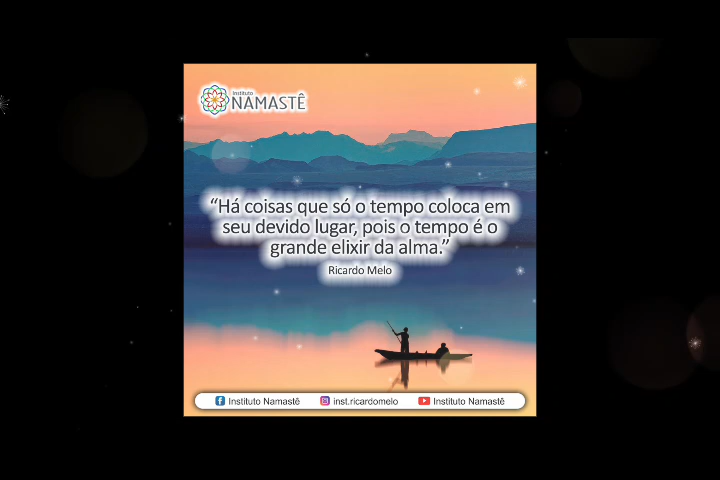 Instituto
NAMASTÊ
“Há coisas que só o tempo coloca em
seu devido lugar, pois o tempo é o
grande elixir da alma.”
Ricardo Melo
Instituto Namastê inst.ricardomelo Instituto Namastê